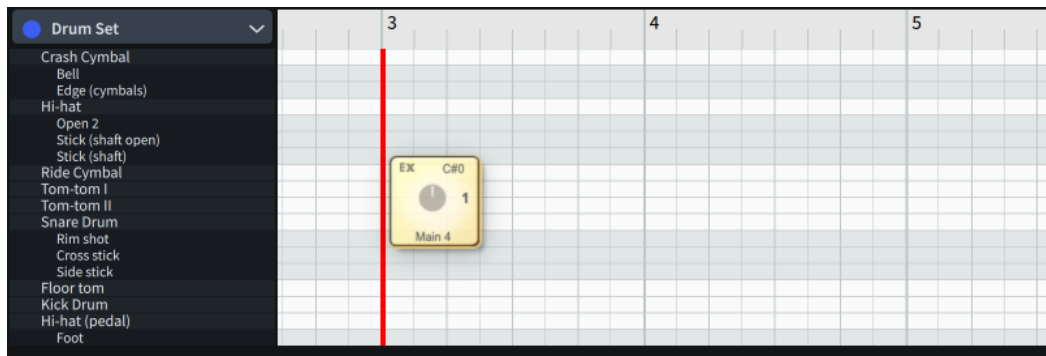 Drum Set
3 4 5
Crash Cymbal
Bell
Edge (cymbals)
Hi-hat
Open 2
Stick (shaft open)
Stick (shaft)
Ride Cymbal
Tom-tom I
Tom-tom II
Snare Drum
Rim shot
Cross stick
Side stick
Floor tom
Kick Drum
Hi-hat (pedal)
Foot
EX C#0
1
Main 4